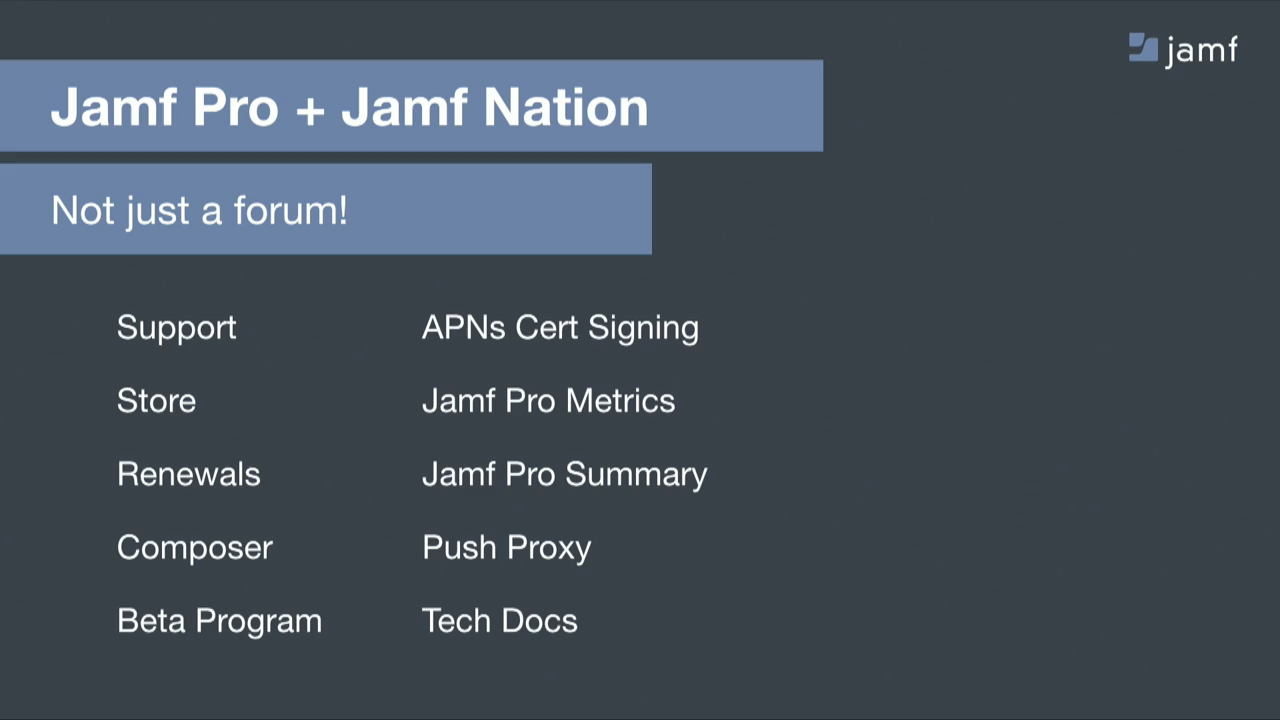 jamf
Jamf Pro + Jamf Nation
Not just a forum!
Support
Store
Renewals
Composer
Beta Program
APNs Cert Signing
Jamf Pro Metrics
Jamf Pro Summary
Push Proxy
Tech Docs